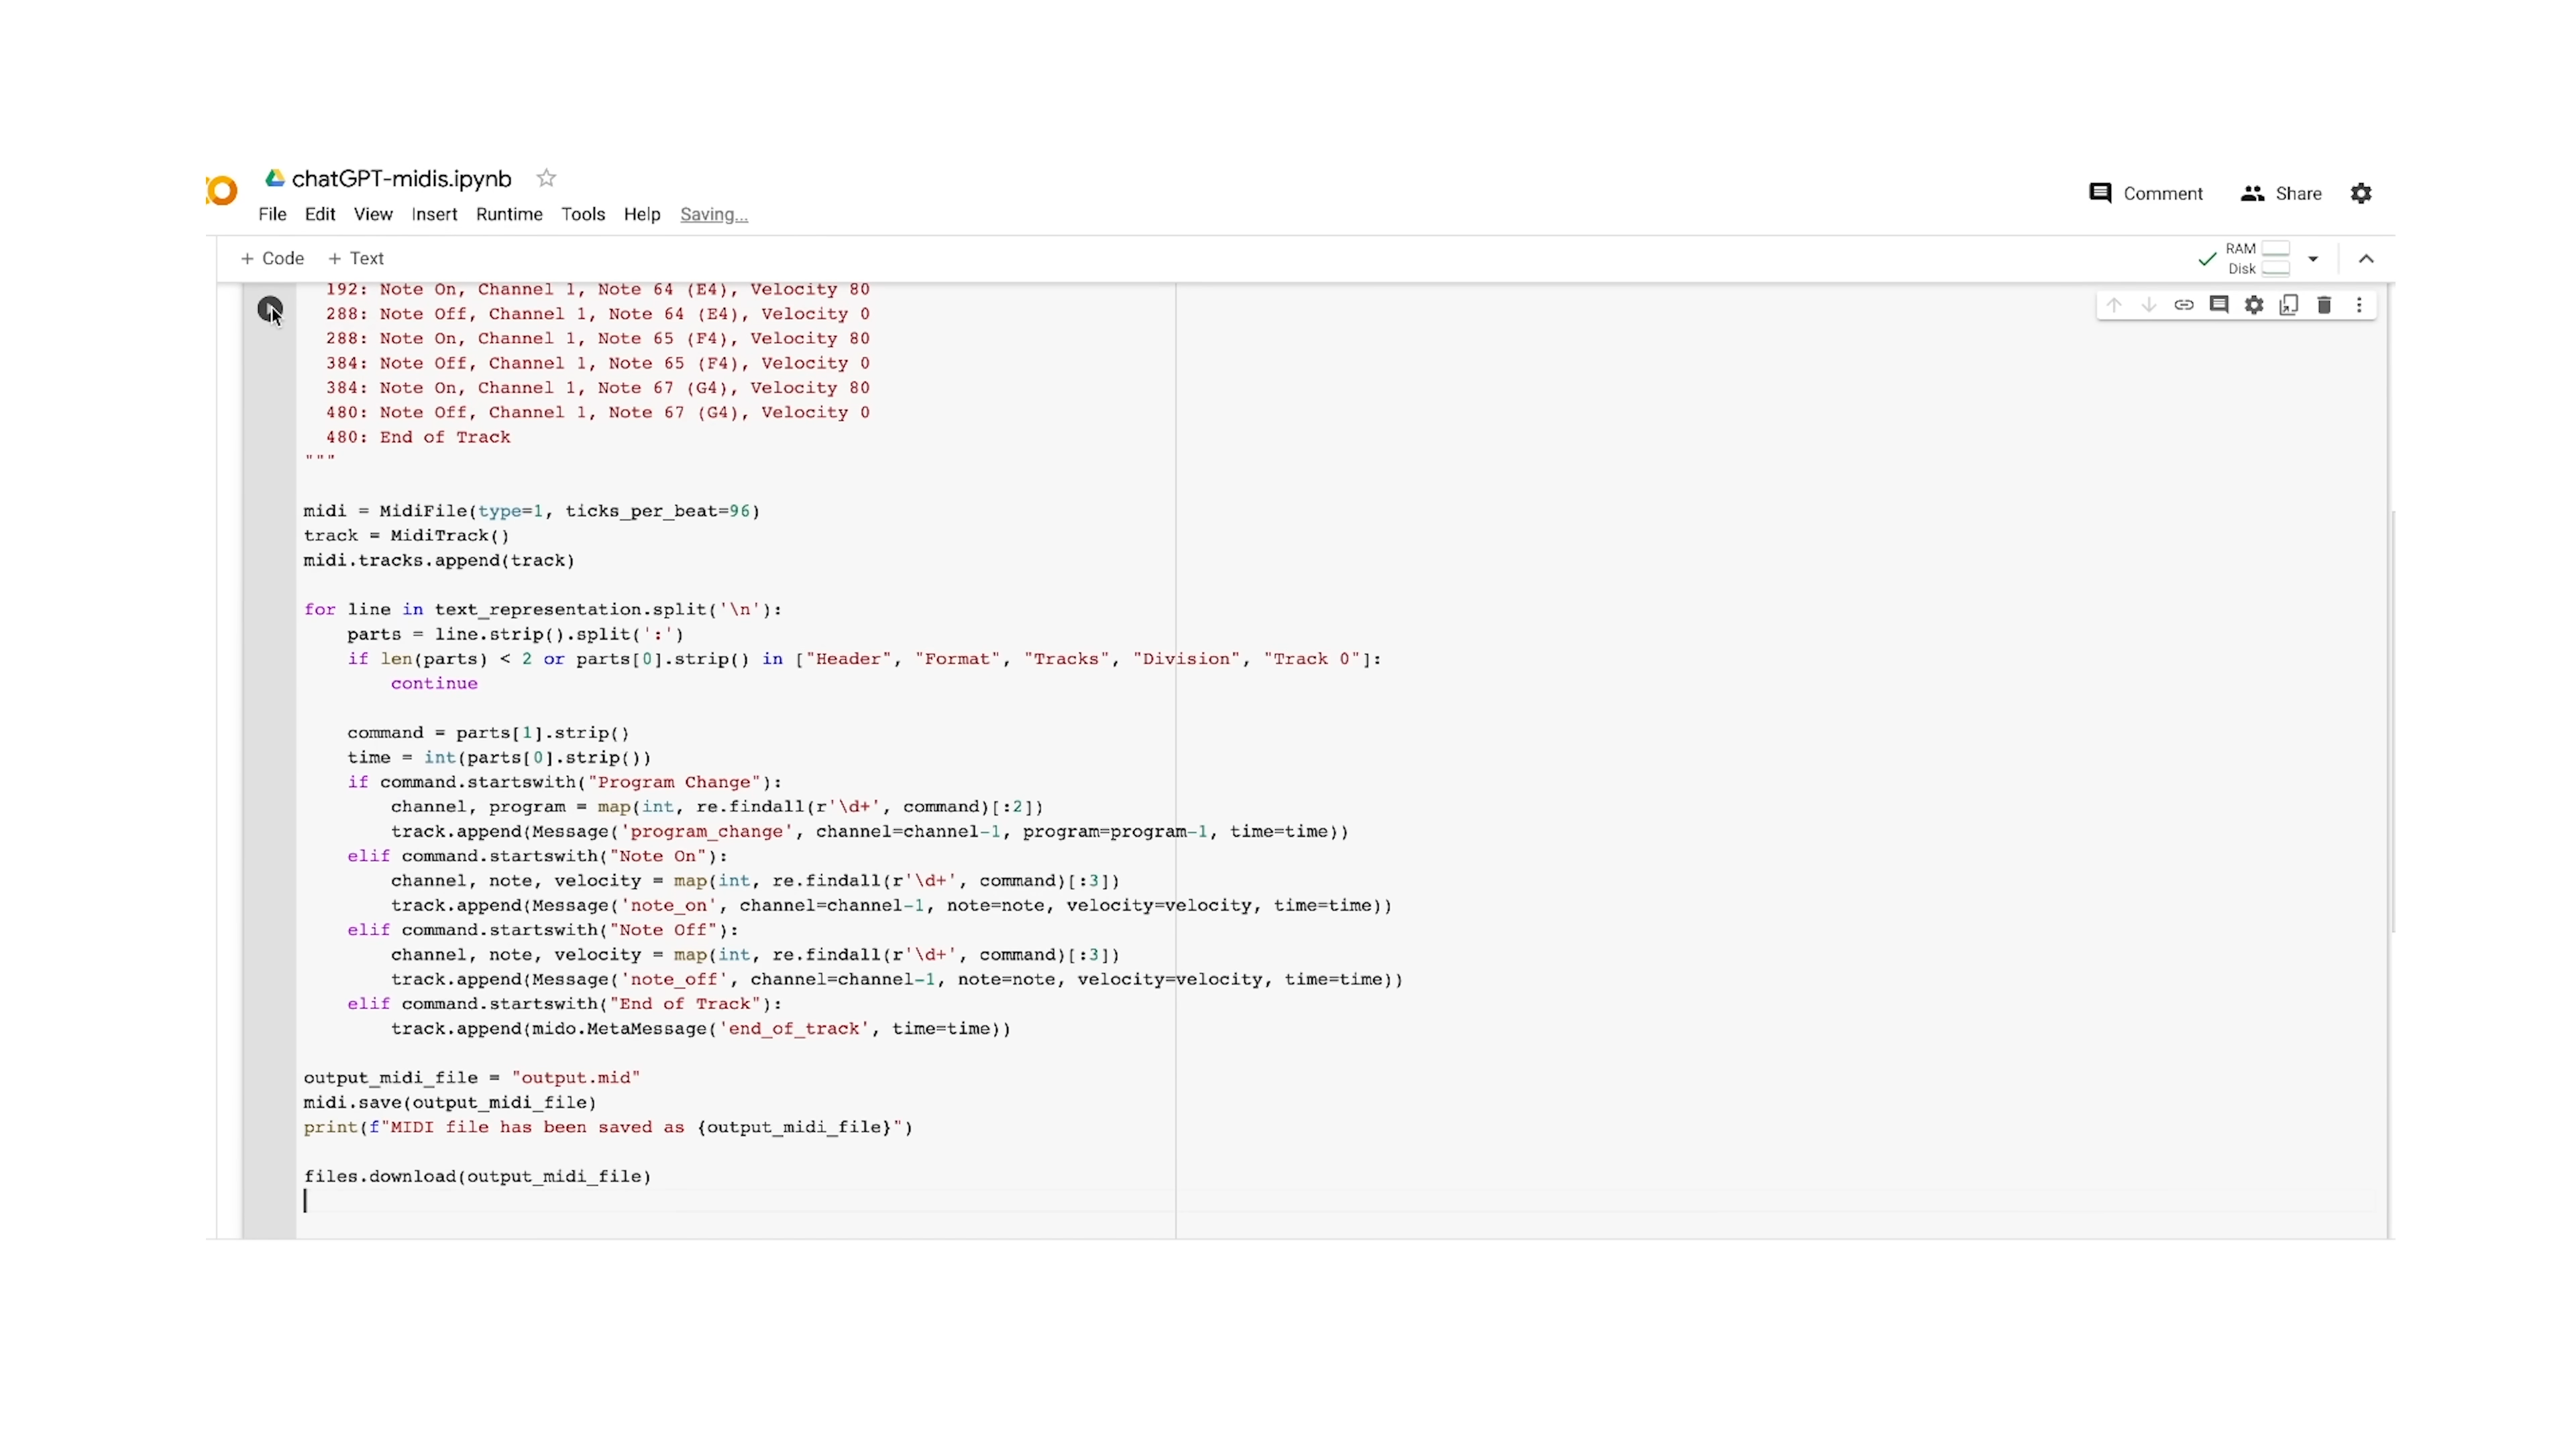 chatGPT-midis.ipynb
File Edit View Insert Runtime Tools Help Saving...
Comment Share
+ Code + Text
RAM
Disk
192: Note On, Channel 1, Note 64 (E4), Velocity 80
288: Note Off, Channel 1, Note 64 (E4), Velocity 0
288: Note On, Channel 1, Note 65 (F4), Velocity 80
384: Note Off, Channel 1, Note 65 (F4), Velocity 0
384: Note On, Channel 1, Note 67 (G4), Velocity 80
480: Note Off, Channel 1, Note 67 (G4), Velocity 0
480: End of Track
"""
midi = MidiFile(type=1, ticks_per_beat=96)
track = MidiTrack()
midi.tracks.append(track)
for line in text_representation.split('\n'):
    parts = line.strip().split(':')
    if len(parts) < 2 or parts[0].strip() in ["Header", "Format", "Tracks", "Division", "Track 0"]:
        continue
    command = parts[1].strip()
    time = int(parts[0].strip())
    if command.startswith("Program Change"):
        channel, program = map(int, re.findall(r'\d+', command)[:2])
        track.append(Message('program_change', channel=channel-1, program=program-1, time=time))
    elif command.startswith("Note On"):
        channel, note, velocity = map(int, re.findall(r'\d+', command)[:3])
        track.append(Message('note_on', channel=channel-1, note=note, velocity=velocity, time=time))
    elif command.startswith("Note Off"):
        channel, note, velocity = map(int, re.findall(r'\d+', command)[:3])
        track.append(Message('note_off', channel=channel-1, note=note, velocity=velocity, time=time))
    elif command.startswith("End of Track"):
        track.append(mido.MetaMessage('end_of_track', time=time))
output_midi_file = "output.mid"
midi.save(output_midi_file)
print(f"MIDI file has been saved as {output_midi_file}")
files.download(output_midi_file)